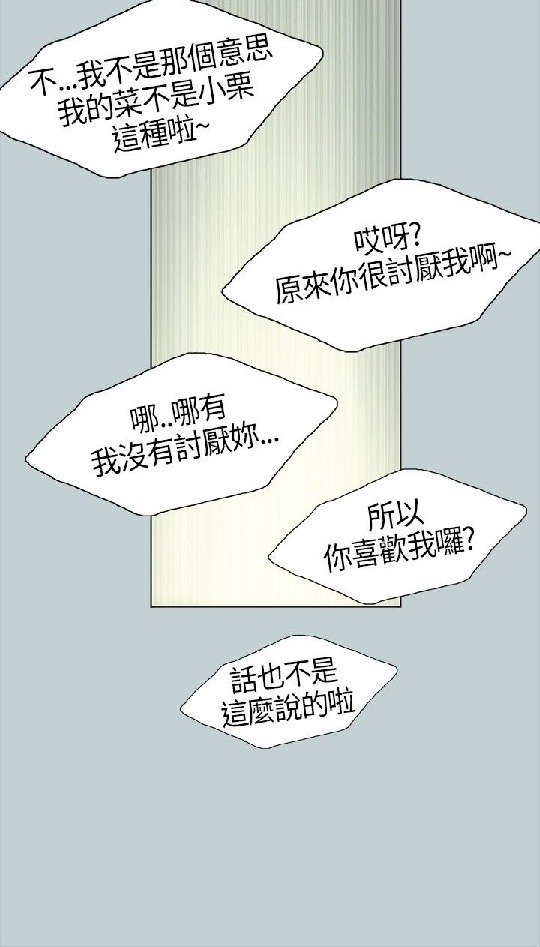 不...我不是那個意思
我的菜不是小栗
這種啦~
哎呀?
原來你很討厭我啊~
哪..哪有
我沒有討厭妳...
所以
你喜歡我囉?
話也不是
這麼說的啦